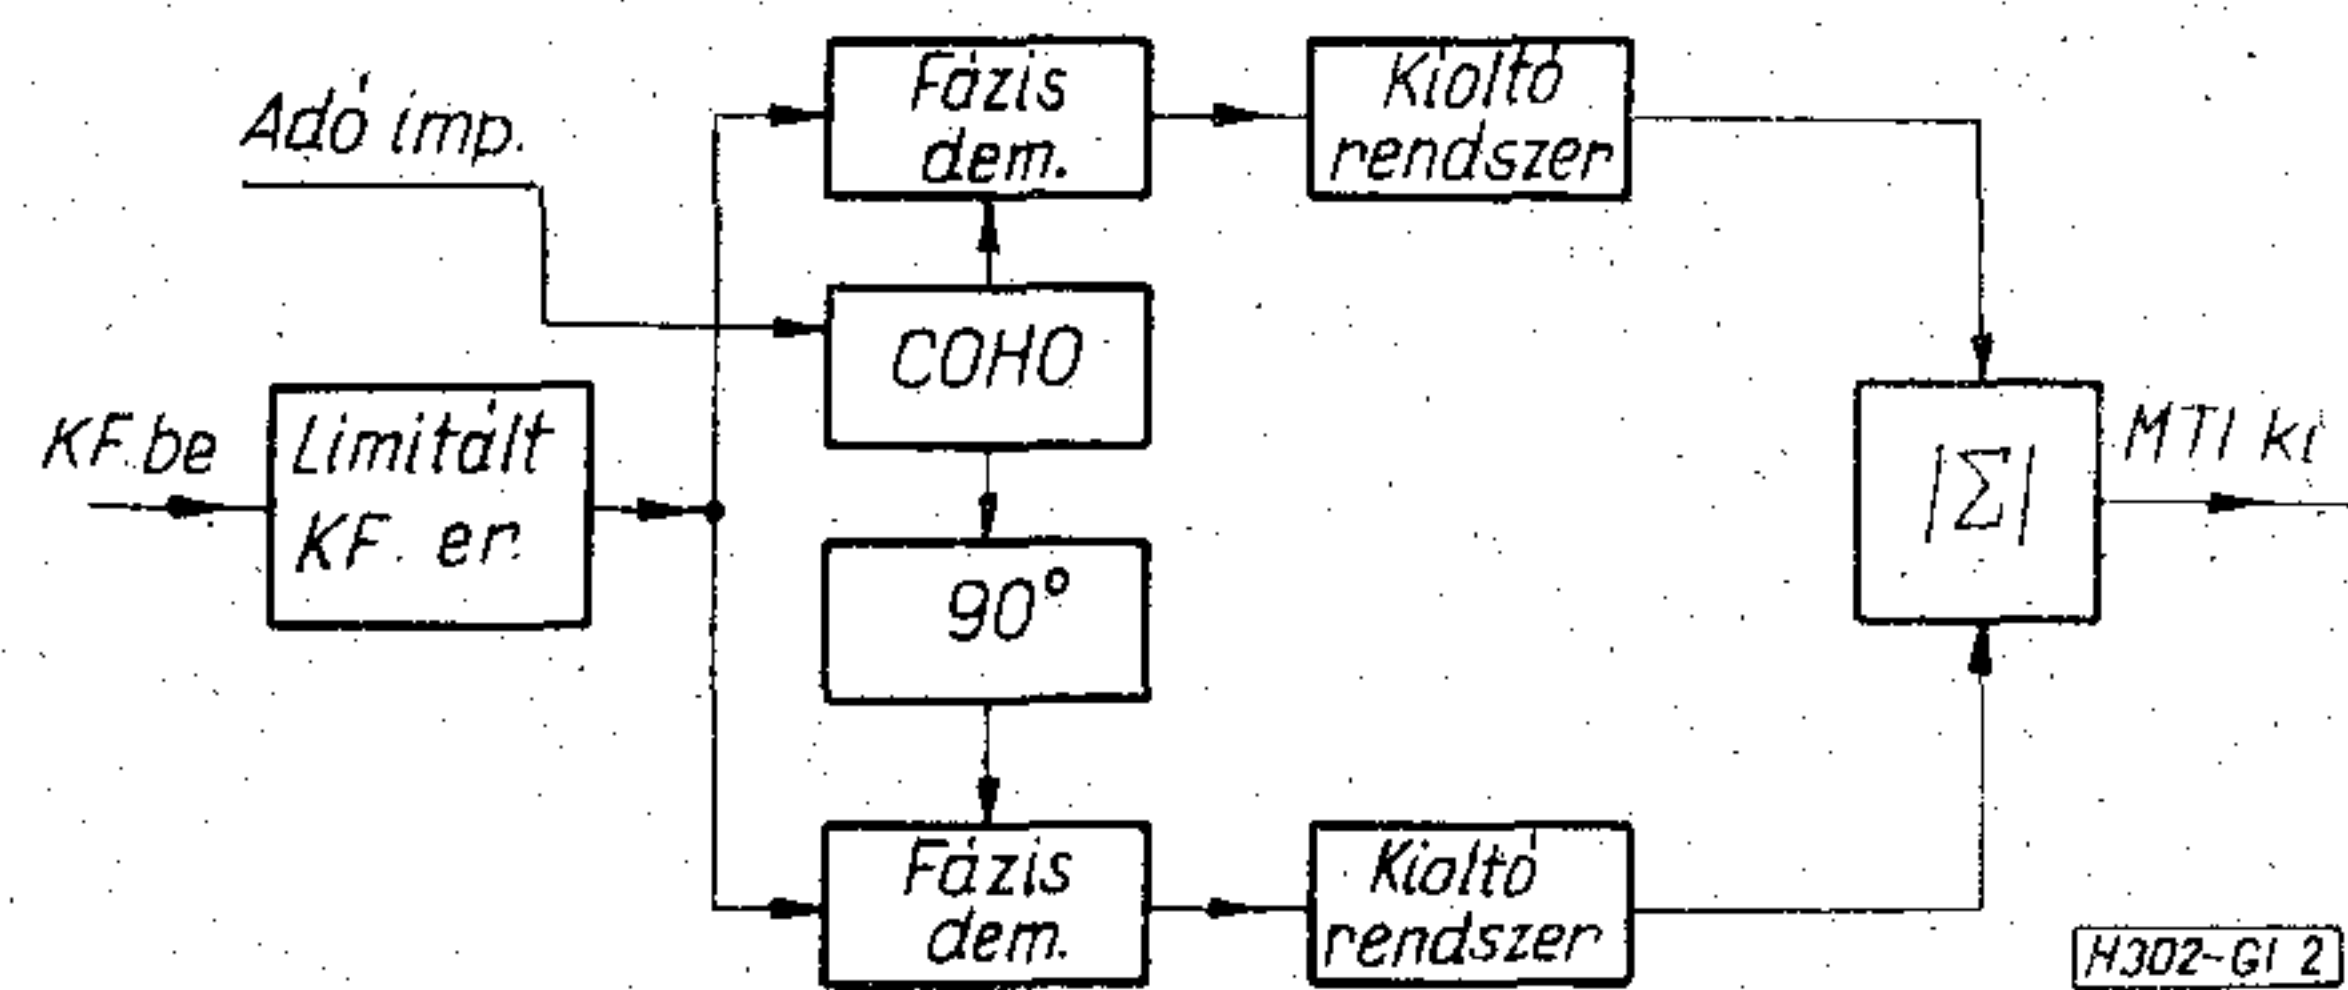 Adó imp.
Fázis
dem.
Kioltó
rendszer
COHO
KF. be
Limitált
KF. er.
90°
|Σ|
MTI ki
Fázis
dem.
Kioltó
rendszer
H302-GI 2